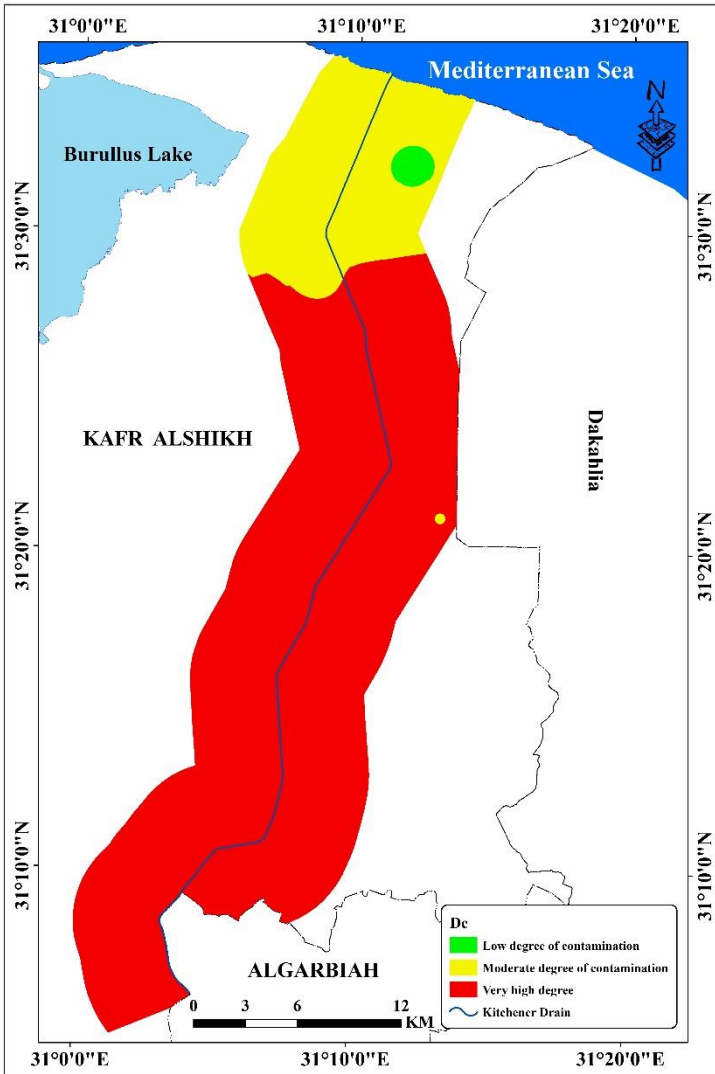 31°0'0"E
31°10'0"E
31°20'0"E
Mediterranean Sea
N
Burullus Lake
31°30'0"N
31°30'0"N
KAFR ALSHIKH
Dakahlia
31°20'0"N
31°20'0"N
31°10'0"N
31°10'0"N
ALGARBIAH
0 3 6 12
KM
Dc
Low degree of contamination
Moderate degree of contamination
Very high degree
Kitchener Drain
31°0'0"E
31°10'0"E
31°20'0"E